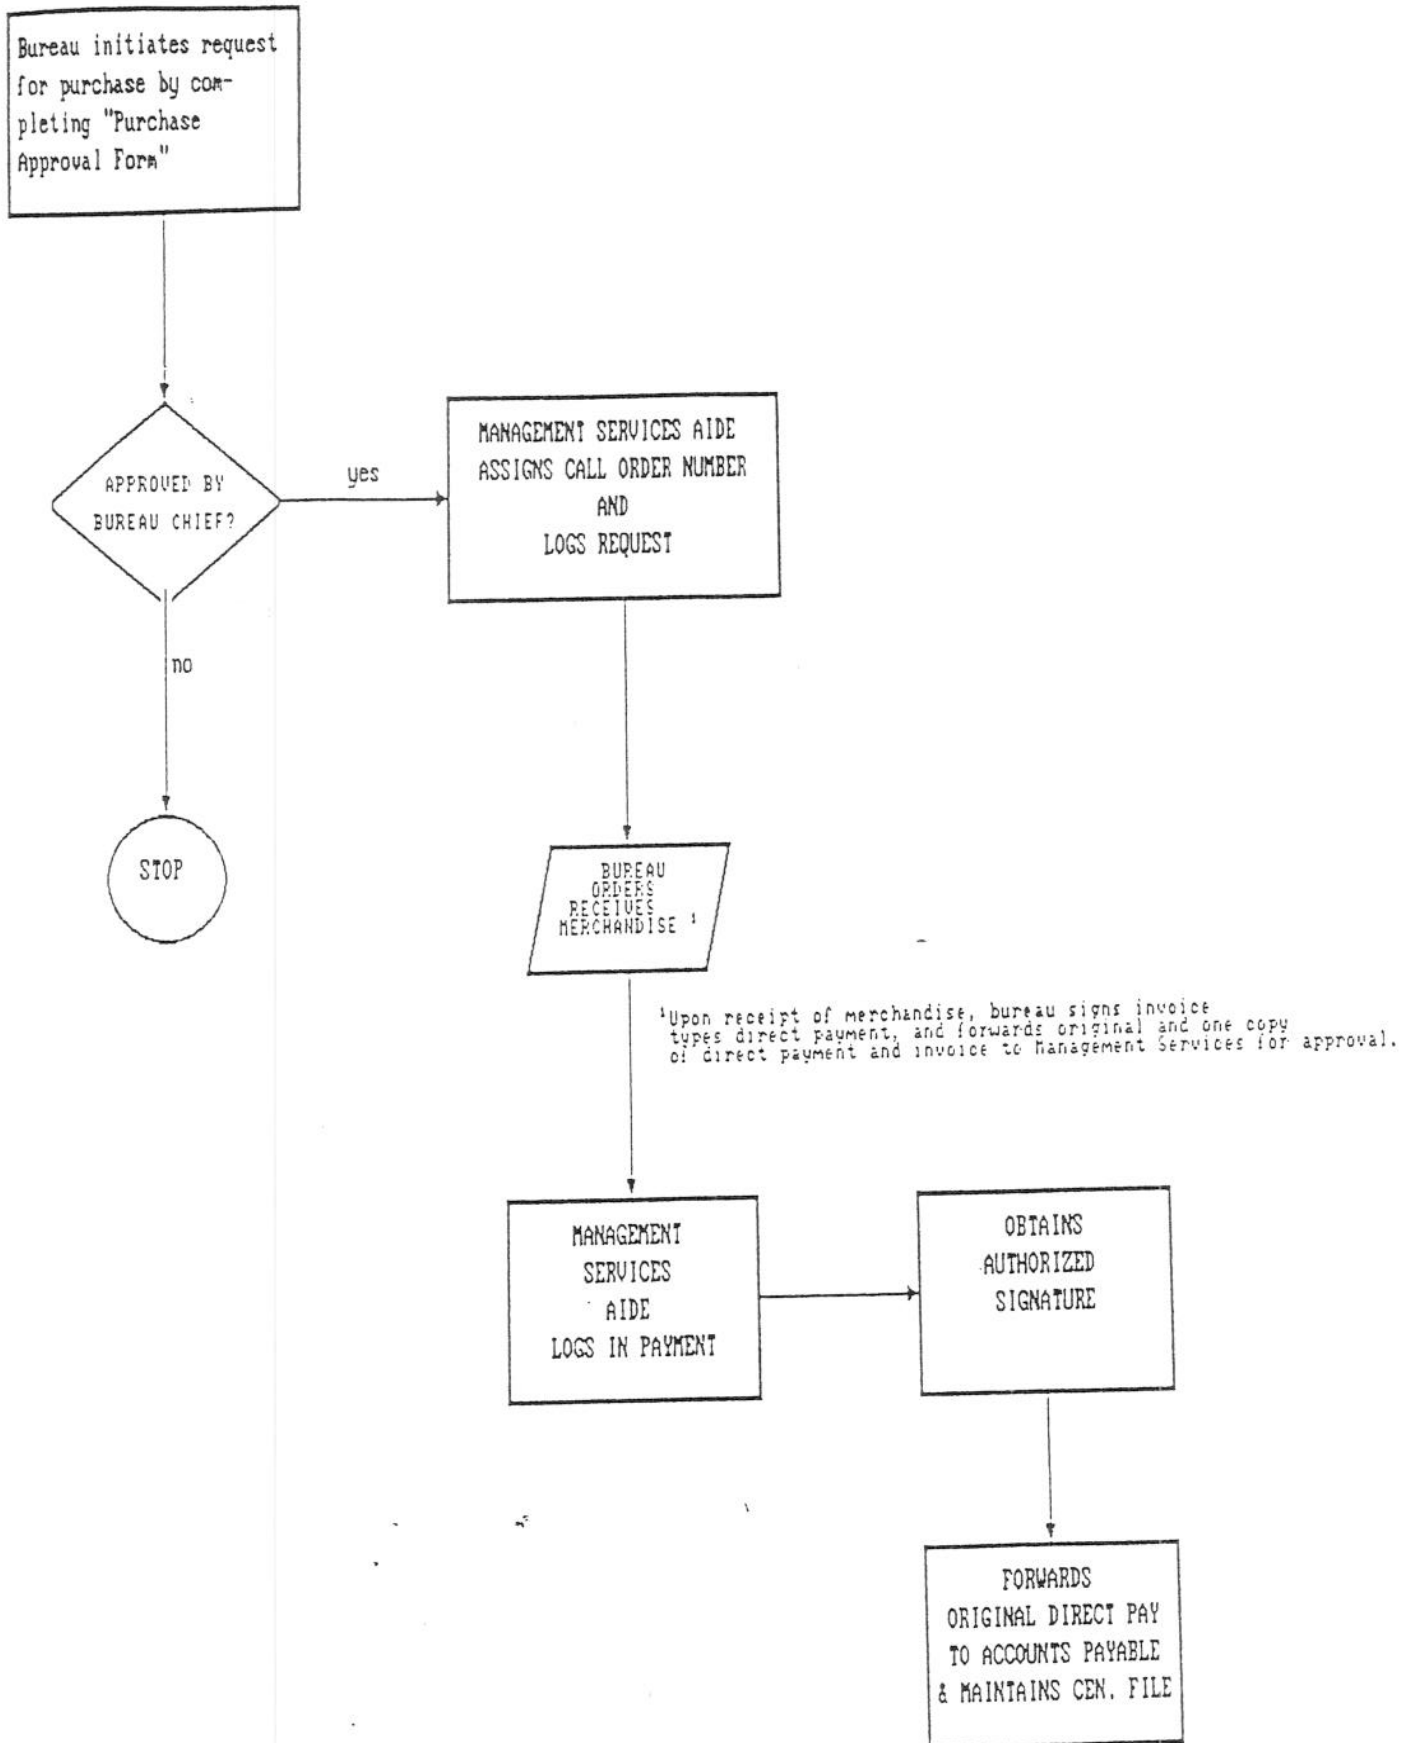 Bureau initiates request
for purchase by com-
pleting "Purchase
Approval Form"
APPROVED BY
BUREAU CHIEF?
yes
MANAGEMENT SERVICES AIDE
ASSIGNS CALL ORDER NUMBER
AND
LOGS REQUEST
no
STOP
BUREAU
ORDERS
RECEIVES
MERCHANDISE ¹
¹Upon receipt of merchandise, bureau signs invoice
types direct payment, and forwards original and one copy
of direct payment and invoice to Management Services for approval.
MANAGEMENT
SERVICES
AIDE
LOGS IN PAYMENT
OBTAINS
AUTHORIZED
SIGNATURE
FORWARDS
ORIGINAL DIRECT PAY
TO ACCOUNTS PAYABLE
& MAINTAINS CEN. FILE